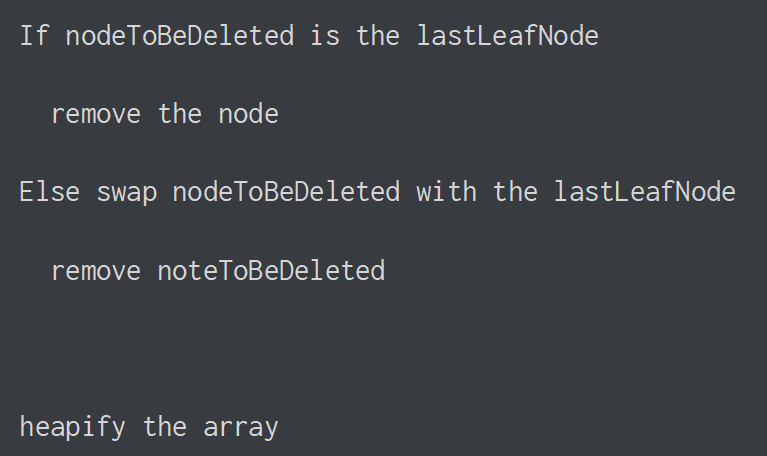 If nodeToBeDeleted is the lastLeafNode
remove the node
Else swap nodeToBeDeleted with the lastLeafNode
remove noteToBeDeleted
heapify the array